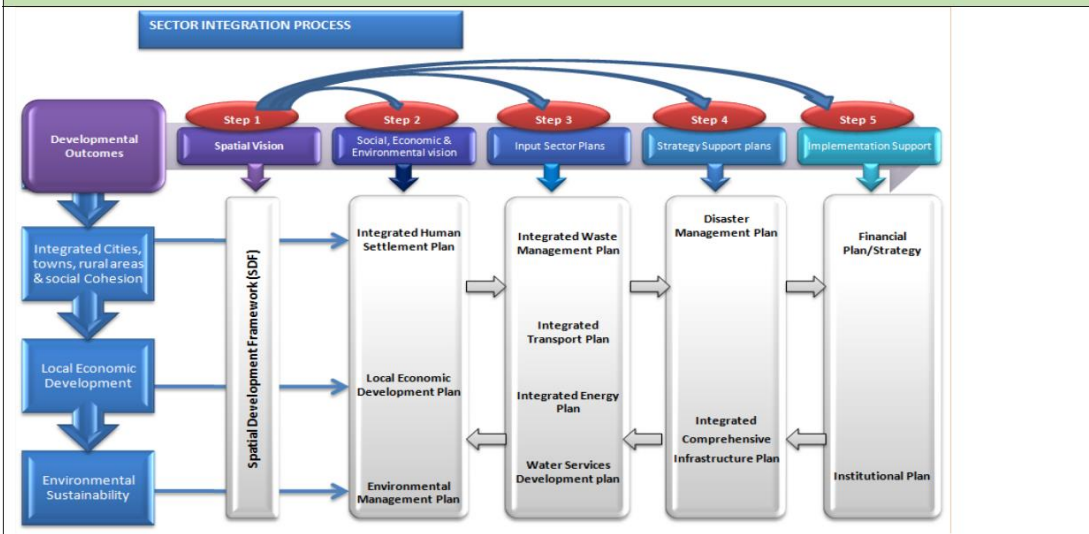 SECTOR INTEGRATION PROCESS
Developmental
Outcomes
Step 1
Spatial Vision
Step 2
Social, Economic &
Environmental vision
Step 3
Input Sector Plans
Step 4
Strategy Support plans
Step 5
Implementation Support
Integrated Cities,
towns, rural areas
& social Cohesion
Local Economic
Development
Environmental
Sustainability
Spatial Development Framework (SDF)
Integrated Human
Settlement Plan
Local Economic
Development Plan
Environmental
Management Plan
Integrated Waste
Management Plan
Integrated
Transport Plan
Integrated Energy
Plan
Water Services
Development plan
Disaster
Management Plan
Integrated
Comprehensive
Infrastructure Plan
Financial
Plan/Strategy
Institutional Plan